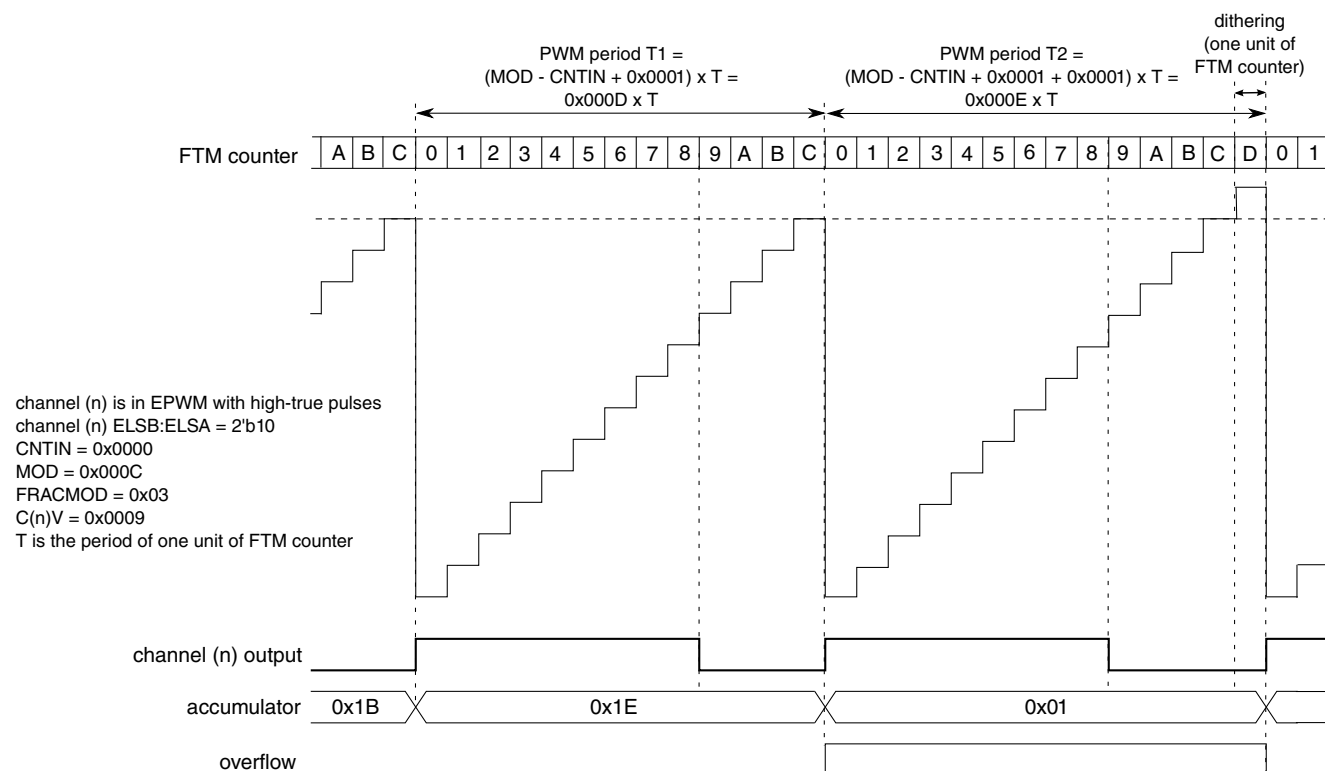 dithering
(one unit of
FTM counter)
PWM period T1 =
(MOD - CNTIN + 0x0001) x T =
0x000D x T
PWM period T2 =
(MOD - CNTIN + 0x0001 + 0x0001) x T =
0x000E x T
FTM counter A B C 0 1 2 3 4 5 6 7 8 9 A B C 0 1 2 3 4 5 6 7 8 9 A B C D 0 1
channel (n) is in EPWM with high-true pulses
channel (n) ELSB:ELSA = 2'b10
CNTIN = 0x0000
MOD = 0x000C
FRACMOD = 0x03
C(n)V = 0x0009
T is the period of one unit of FTM counter
channel (n) output
accumulator 0x1B 0x1E 0x01
overflow